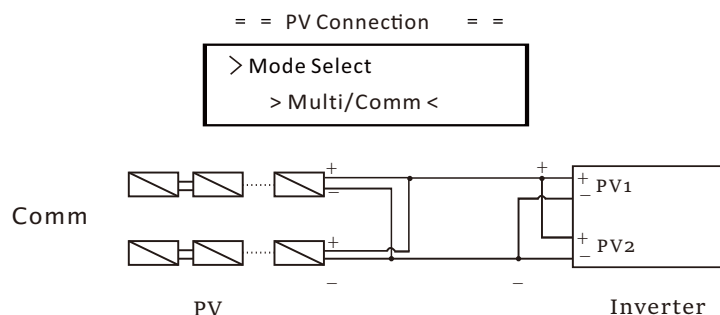 = = PV Connection = =
> Mode Select
> Multi/Comm <
Comm
+
−
+
−
+
−
+
− PV1
+
− PV2
PV
Inverter